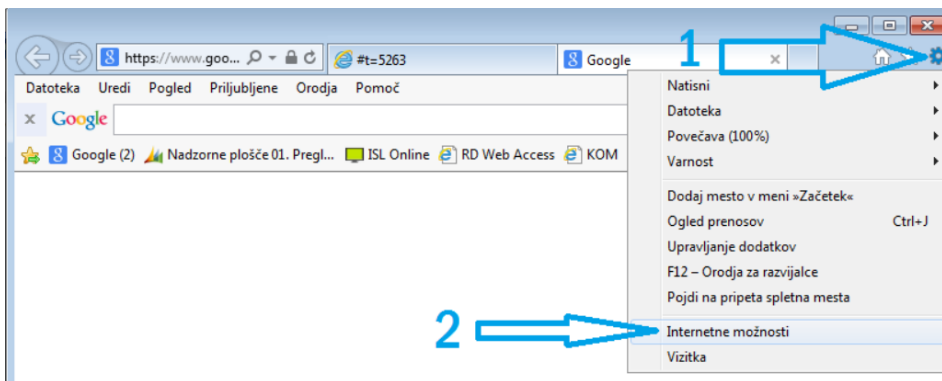 1
https://www.goo...
#t=5263
Google
Datoteka Uredi Pogled Priljubljene Orodja Pomoč
x Google
Google (2) Nadzorne plošče 01. Pregl... ISL Online RD Web Access KOM
Natisni
Datoteka
Povečava (100%)
Varnost
Dodaj mesto v meni »Začetek«
Ogled prenosov Ctrl+J
Upravljanje dodatkov
F12 – Orodja za razvijalce
Pojdi na pripeta spletna mesta
2 Internetne možnosti
Vizitka